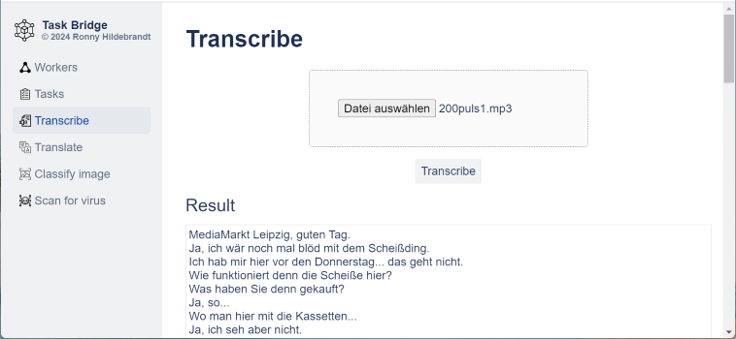 Task Bridge
© 2024 Ronny Hildebrandt
Workers
Tasks
Transcribe
Translate
Classify image
Scan for virus
Transcribe
Datei auswählen 200puls1.mp3
Transcribe
Result
MediaMarkt Leipzig, guten Tag.
Ja, ich wär noch mal blöd mit dem Scheißding.
Ich hab mir hier vor den Donnerstag... das geht nicht.
Wie funktioniert denn die Scheiße hier?
Was haben Sie denn gekauft?
Ja, so...
Wo man hier mit die Kassetten...
Ja, ich seh aber nicht.